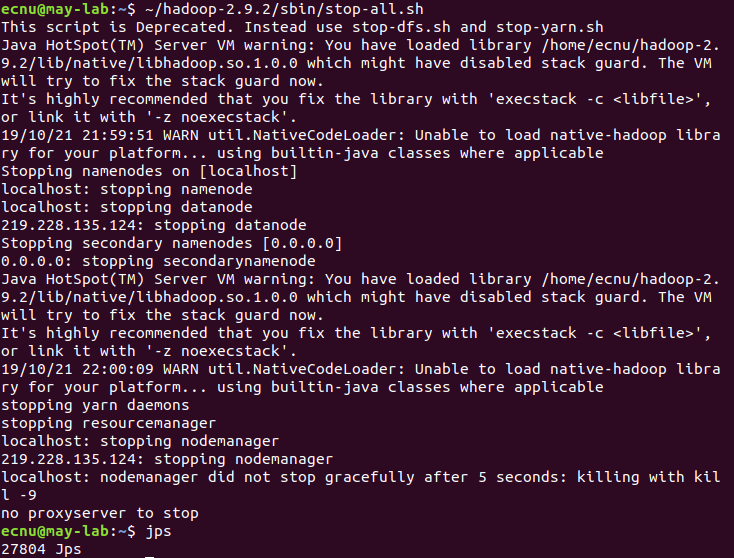 ecnu@may-lab:~$ ~/hadoop-2.9.2/sbin/stop-all.sh
This script is Deprecated. Instead use stop-dfs.sh and stop-yarn.sh
Java HotSpot(TM) Server VM warning: You have loaded library /home/ecnu/hadoop-2.
9.2/lib/native/libhadoop.so.1.0.0 which might have disabled stack guard. The VM
will try to fix the stack guard now.
It's highly recommended that you fix the library with 'execstack -c <libfile>',
or link it with '-z noexecstack'.
19/10/21 21:59:51 WARN util.NativeCodeLoader: Unable to load native-hadoop libra
ry for your platform... using builtin-java classes where applicable
Stopping namenodes on [localhost]
localhost: stopping namenode
localhost: stopping datanode
219.228.135.124: stopping datanode
Stopping secondary namenodes [0.0.0.0]
0.0.0.0: stopping secondarynamenode
Java HotSpot(TM) Server VM warning: You have loaded library /home/ecnu/hadoop-2.
9.2/lib/native/libhadoop.so.1.0.0 which might have disabled stack guard. The VM
will try to fix the stack guard now.
It's highly recommended that you fix the library with 'execstack -c <libfile>',
or link it with '-z noexecstack'.
19/10/21 22:00:09 WARN util.NativeCodeLoader: Unable to load native-hadoop libra
ry for your platform... using builtin-java classes where applicable
stopping yarn daemons
stopping resourcemanager
localhost: stopping nodemanager
219.228.135.124: stopping nodemanager
localhost: nodemanager did not stop gracefully after 5 seconds: killing with kil
l -9
no proxyserver to stop
ecnu@may-lab:~$ jps
27804 Jps